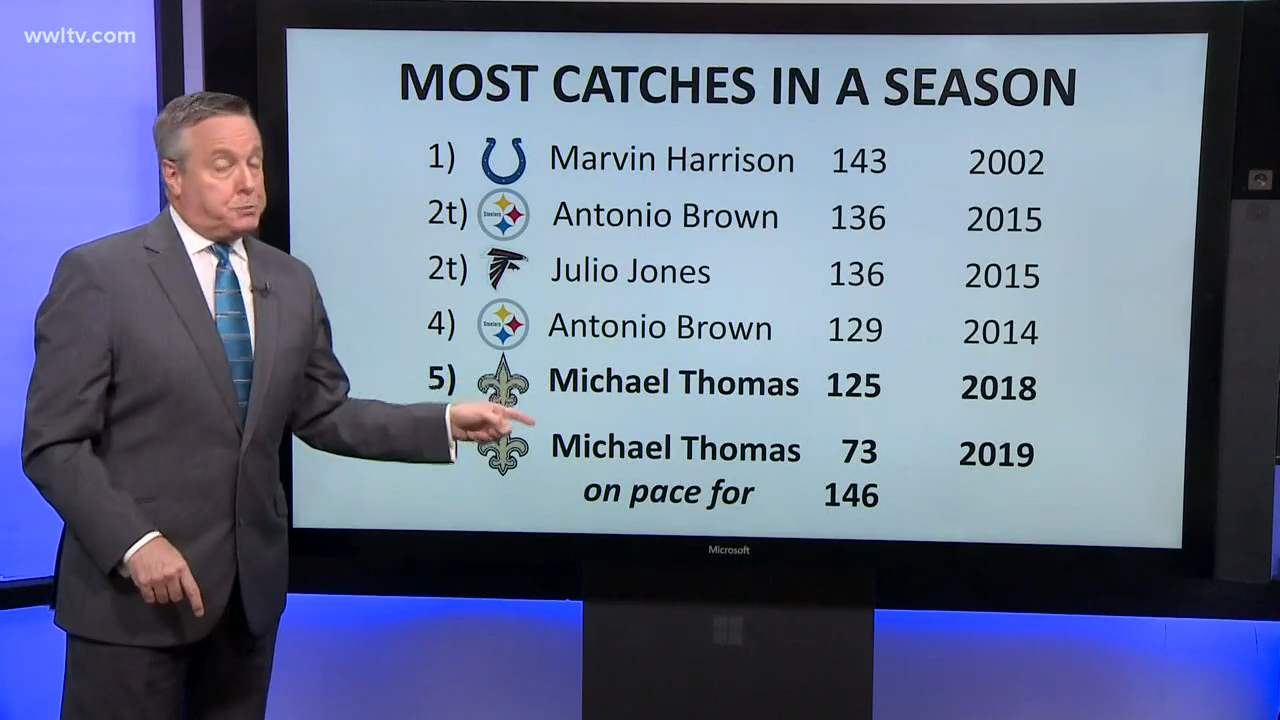 wwltv.com
MOST CATCHES IN A SEASON
1) Marvin Harrison 143 2002
2t) Steelers Antonio Brown 136 2015
2t) Julio Jones 136 2015
4) Steelers Antonio Brown 129 2014
5) Michael Thomas 125 2018
Michael Thomas 73 2019
on pace for 146
Microsoft